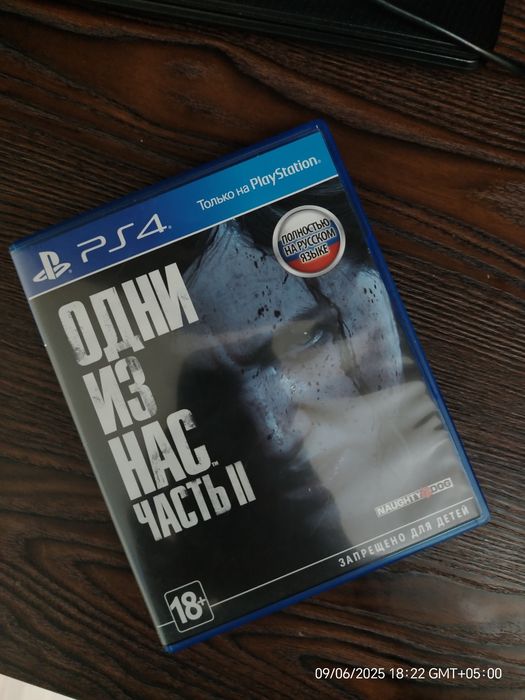 PS4
Только на PlayStation
ПОЛНОСТЬЮ
НА РУССКОМ
ЯЗЫКЕ
ОДНИ
ИЗ
НАС™
ЧАСТЬ II
NAUGHTY DOG
ЗАПРЕЩЕНО ДЛЯ ДЕТЕЙ
18+
09/06/2025 18:22 GMT+05:00